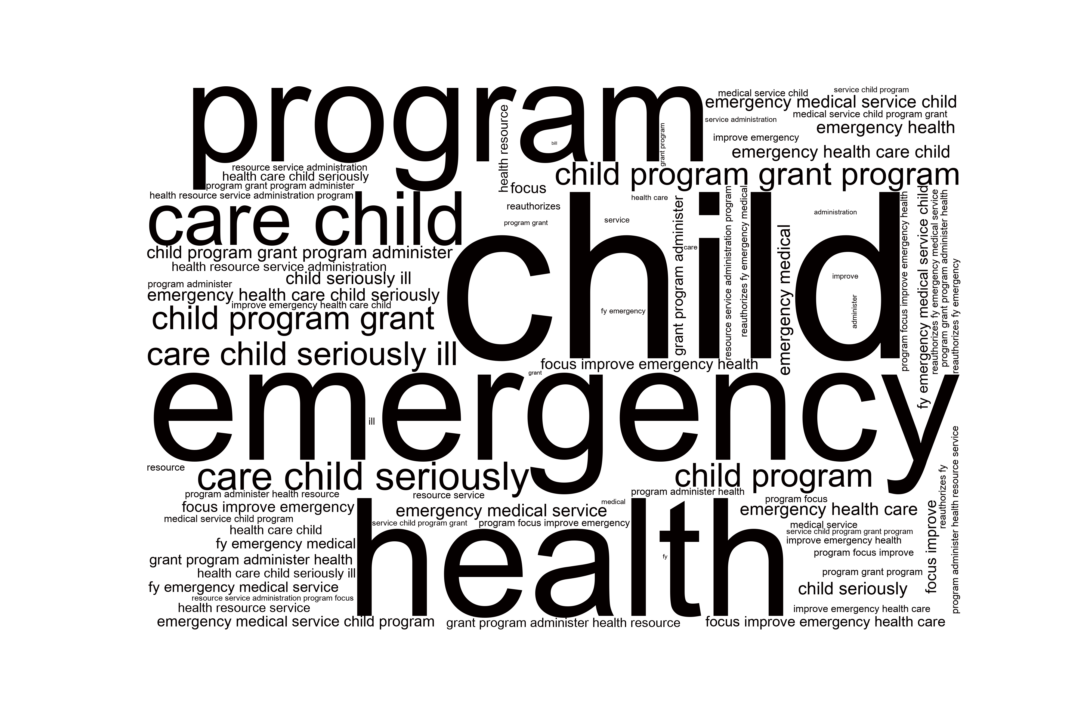 program
medical service child
service child program
emergency medical service child
medical service child program grant
service administration
emergency health
improve emergency
emergency health care child
health resource
grant program
bill
resource service administration
health care child seriously
program grant program administer
health resource service administration program
child program grant program
focus
reauthorizes
program grant
health care
service
administration
care child
child
child program grant program administer
health resource service administration
program administer
child seriously ill
emergency health care child seriously
improve emergency health care child
child program grant
care child seriously ill
grant program administer
care
resource service administration program
reauthorizes fy emergency medical
emergency medical
improve
administer
fy emergency
program focus improve emergency health
fy emergency medical service child
reauthorizes fy emergency medical service
program grant program administer health
reauthorizes fy emergency
focus improve emergency health
grant
emergency
ill
resource
care child seriously
child program
program administer health resource
resource service
program administer health
medical
program focus
focus improve emergency
emergency medical service
emergency health care
medical service child program
service child program grant
program focus improve emergency
medical service
service child program grant program
health care child
health
fy
improve emergency health
fy emergency medical
program focus improve
grant program administer health
health care child seriously ill
program grant program
fy emergency medical service
child seriously
focus improve
reauthorizes fy
program administer health resource service
resource service administration program focus
health resource service
improve emergency health care
emergency medical service child program
grant program administer health resource
focus improve emergency health care